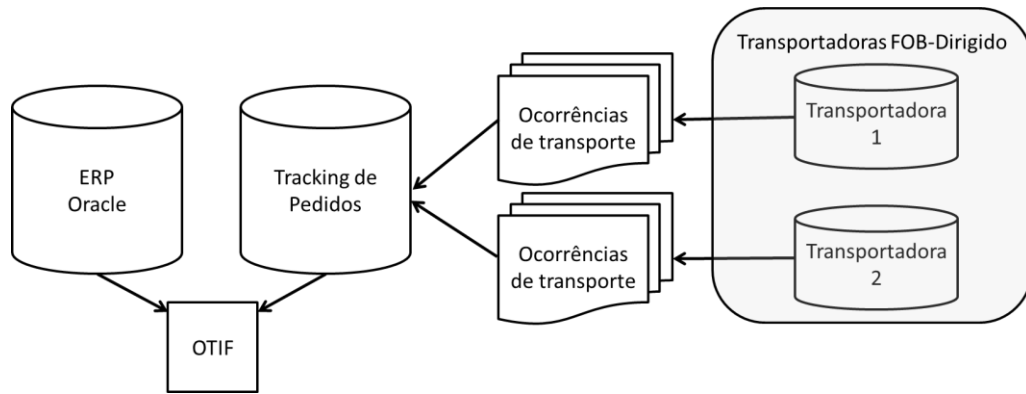 Transportadoras FOB-Dirigido
ERP
Oracle
Tracking de
Pedidos
Ocorrências
de transporte
Transportadora
1
Ocorrências
de transporte
Transportadora
2
OTIF